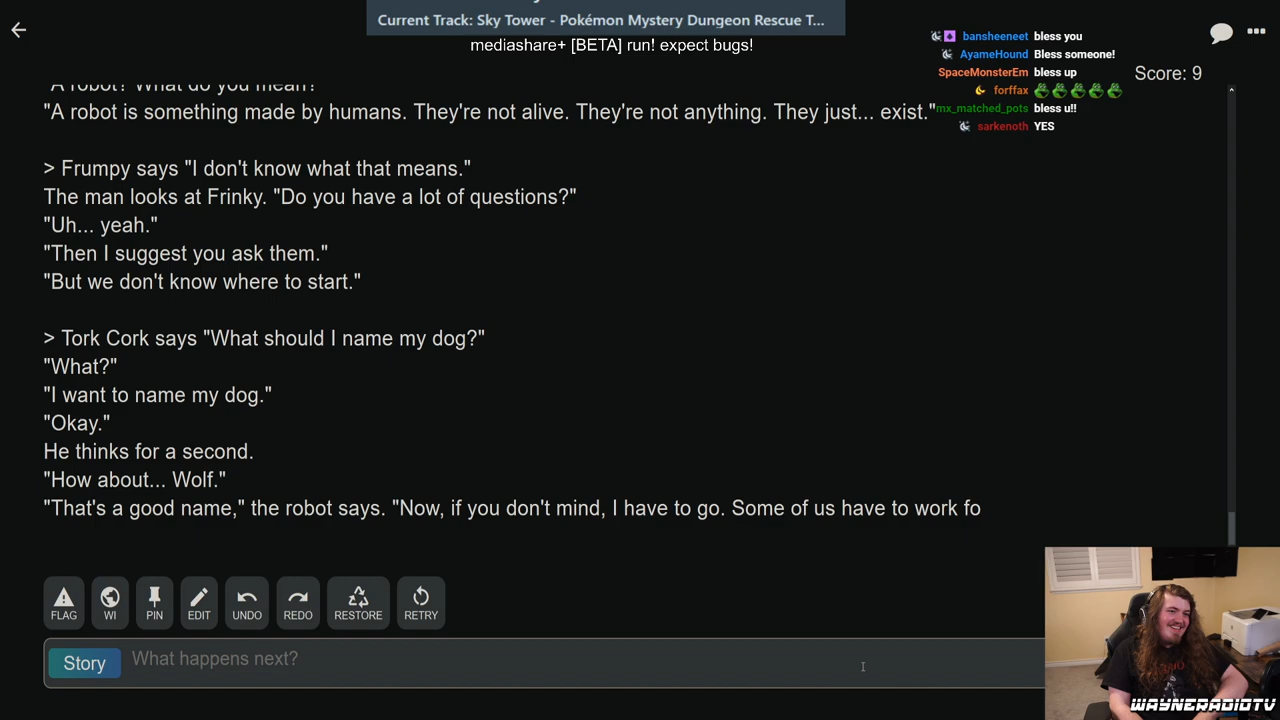 Current Track: Sky Tower - Pokémon Mystery Dungeon Rescue T...
mediashare+ [BETA] run! expect bugs!
bansheeneet bless you
AyameHound Bless someone!
SpaceMonsterEm bless up
forffax
mx_matched_pots bless u!!
sarkenoth YES
Score: 9
"A robot? What do you mean?"
"A robot is something made by humans. They're not alive. They're not anything. They just... exist."
> Frumpy says "I don't know what that means."
The man looks at Frinky. "Do you have a lot of questions?"
"Uh... yeah."
"Then I suggest you ask them."
"But we don't know where to start."
> Tork Cork says "What should I name my dog?"
"What?"
"I want to name my dog."
"Okay."
He thinks for a second.
"How about... Wolf."
"That's a good name," the robot says. "Now, if you don't mind, I have to go. Some of us have to work fo
FLAG
WI
PIN
EDIT
UNDO
REDO
RESTORE
RETRY
Story
What happens next?
WAYNERADIOTV